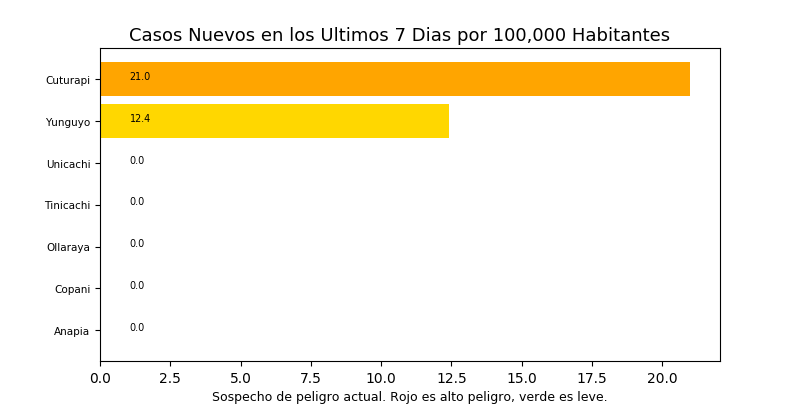 Casos Nuevos en los Ultimos 7 Dias por 100,000 Habitantes
Cuturapi 21.0
Yunguyo 12.4
Unicachi 0.0
Tinicachi 0.0
Ollaraya 0.0
Copani 0.0
Anapia 0.0
0.0 2.5 5.0 7.5 10.0 12.5 15.0 17.5 20.0
Sospecho de peligro actual. Rojo es alto peligro, verde es leve.